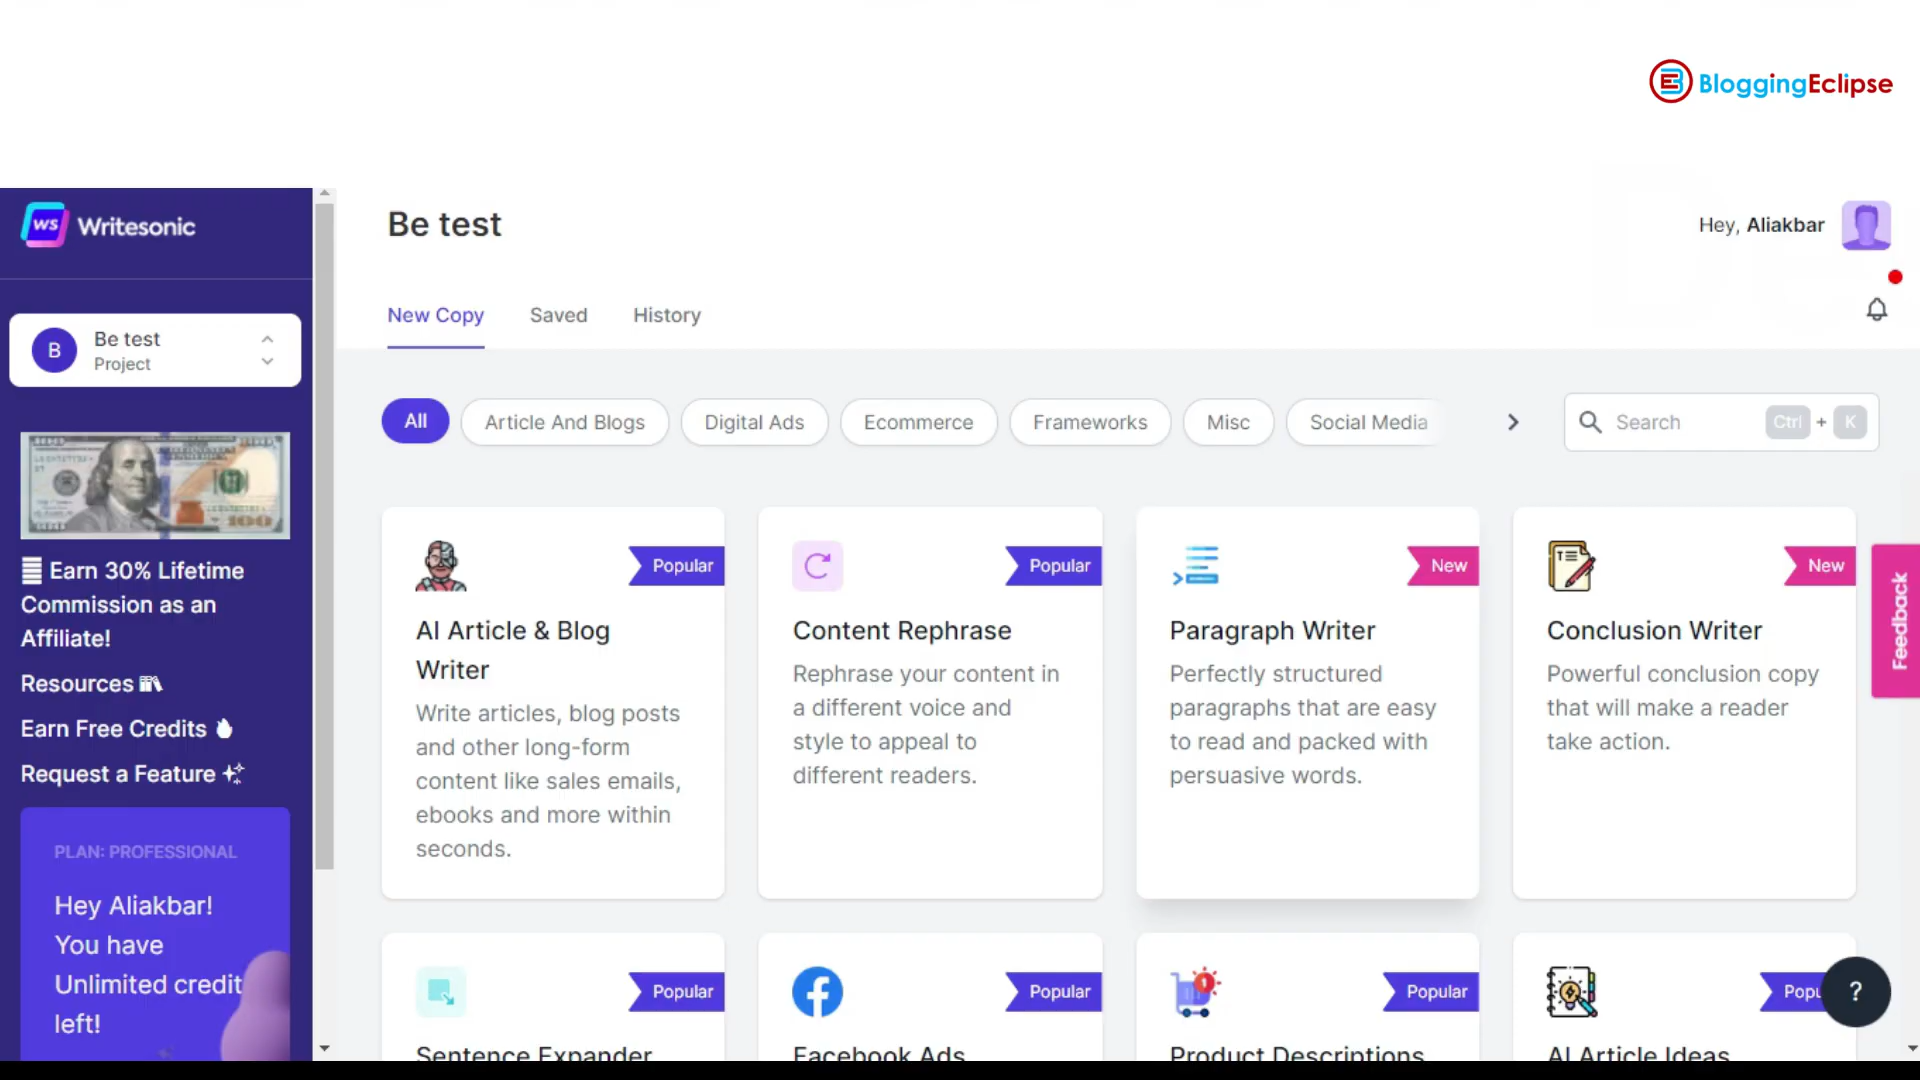 BloggingEclipse
WS Writesonic
Be test
Hey, Aliakbar
New Copy
Saved
History
B
Be test
Project
All
Article And Blogs
Digital Ads
Ecommerce
Frameworks
Misc
Social Media
Search
Ctrl + K
100
Earn 30% Lifetime
Commission as an
Affiliate!
Resources
Earn Free Credits
Request a Feature
PLAN: PROFESSIONAL
Hey Aliakbar!
You have
Unlimited credit
left!
Popular
AI Article & Blog
Writer
Write articles, blog posts
and other long-form
content like sales emails,
ebooks and more within
seconds.
Popular
Content Rephrase
Rephrase your content in
a different voice and
style to appeal to
different readers.
New
Paragraph Writer
Perfectly structured
paragraphs that are easy
to read and packed with
persuasive words.
New
Conclusion Writer
Powerful conclusion copy
that will make a reader
take action.
Feedback
Popular
Sentence Expander
Popular
Facebook Ads
Popular
Product Descriptions
Popu
AI Article Ideas
?